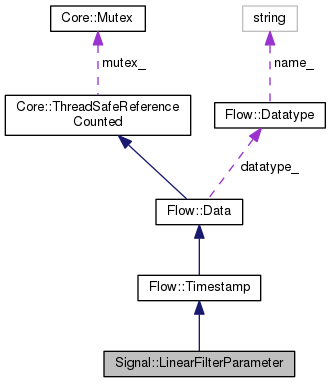 Core::Mutex
string
mutex_
name_
Core::ThreadSafeReference
Counted
Flow::Datatype
datatype_
Flow::Data
Flow::Timestamp
Signal::LinearFilterParameter